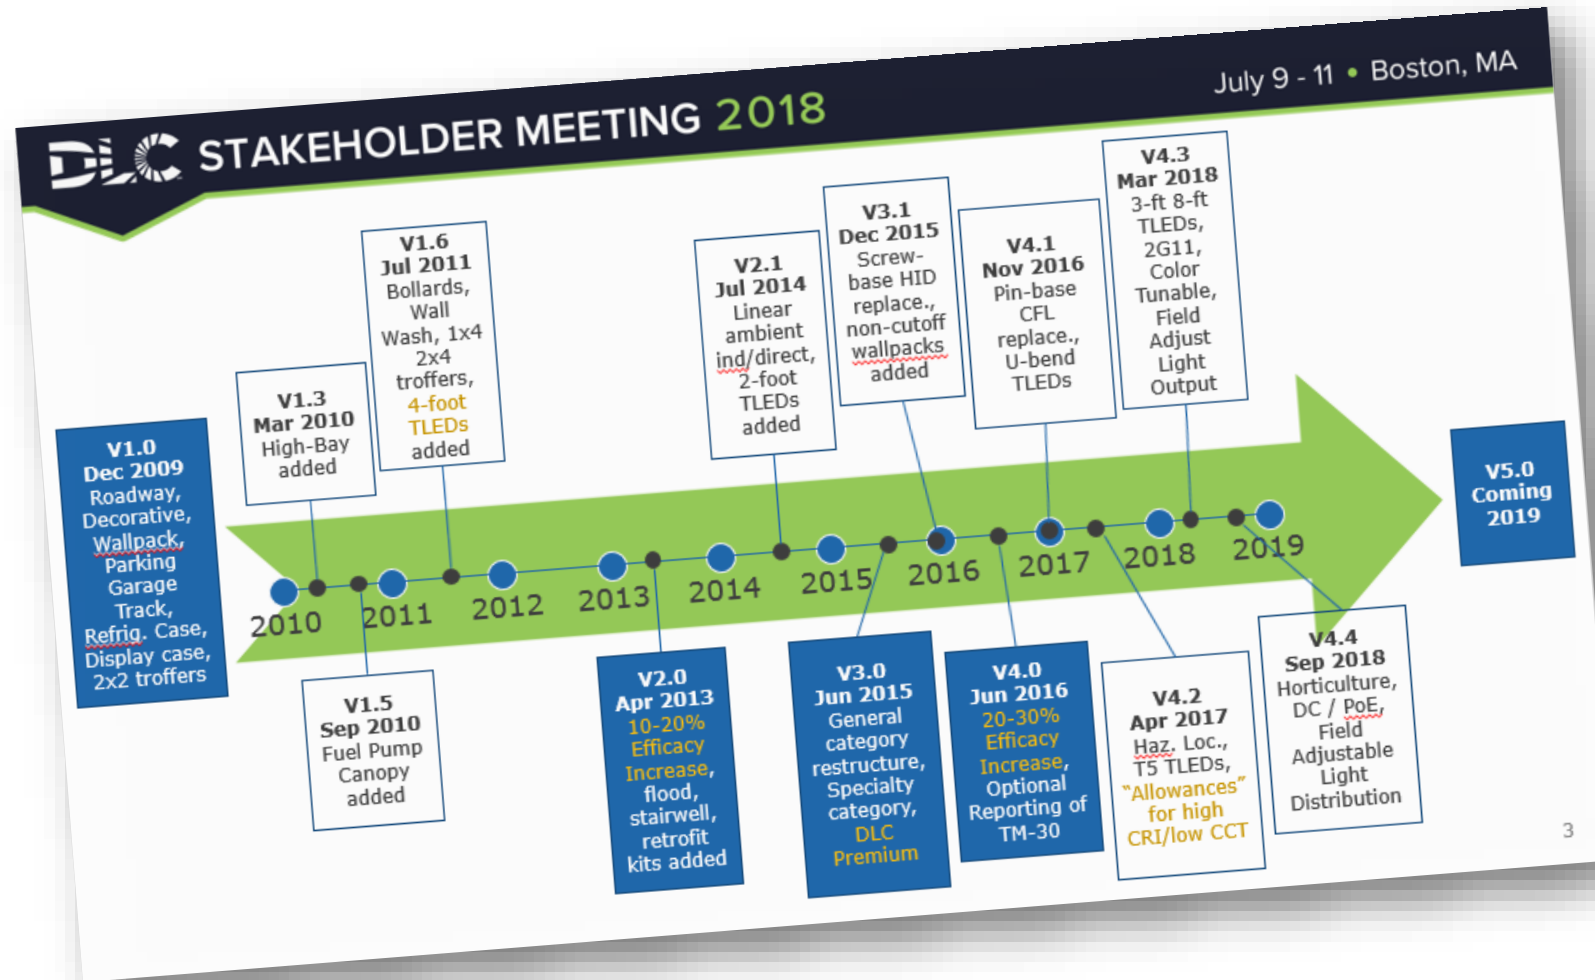 DLC STAKEHOLDER MEETING 2018
July 9 - 11 • Boston, MA
V1.0
Dec 2009
Roadway,
Decorative,
Wallpack,
Parking
Garage
Track,
Refrig. Case,
Display case,
2x2 troffers
V1.3
Mar 2010
High-Bay
added
V1.6
Jul 2011
Bollards,
Wall
Wash, 1x4
2x4
troffers,
4-foot
TLEDs
added
V2.1
Jul 2014
Linear
ambient
ind/direct,
2-foot
TLEDs
added
V3.1
Dec 2015
Screw-
base HID
replace.,
non-cutoff
wallpacks
added
V4.1
Nov 2016
Pin-base
CFL
replace.,
U-bend
TLEDs
V4.3
Mar 2018
3-ft 8-ft
TLEDs,
2G11,
Color
Tunable,
Field
Adjust
Light
Output
V5.0
Coming
2019
2010 2011 2012 2013 2014 2015 2016 2017 2018 2019
V1.5
Sep 2010
Fuel Pump
Canopy
added
V2.0
Apr 2013
10-20%
Efficacy
Increase,
flood,
stairwell,
retrofit
kits added
V3.0
Jun 2015
General
category
restructure,
Specialty
category,
DLC
Premium
V4.0
Jun 2016
20-30%
Efficacy
Increase,
Optional
Reporting of
TM-30
V4.2
Apr 2017
Haz. Loc.,
T5 TLEDs,
“Allowances”
for high
CRI/low CCT
V4.4
Sep 2018
Horticulture,
DC / PoE,
Field
Adjustable
Light
Distribution
3